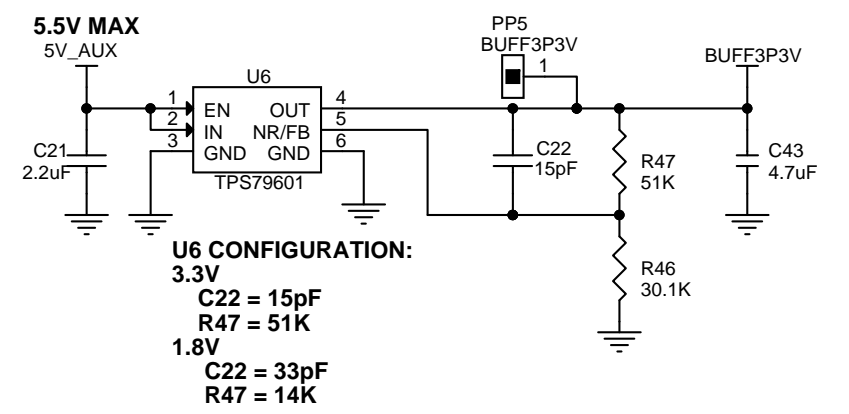 5.5V MAX
5V_AUX
PP5
BUFF3P3V
1
BUFF3P3V
U6
1 EN OUT 4
2 IN NR/FB 5
3 GND GND 6
TPS79601
C21
2.2uF
C22
15pF
R47
51K
C43
4.7uF
R46
30.1K
U6 CONFIGURATION:
3.3V
C22 = 15pF
R47 = 51K
1.8V
C22 = 33pF
R47 = 14K